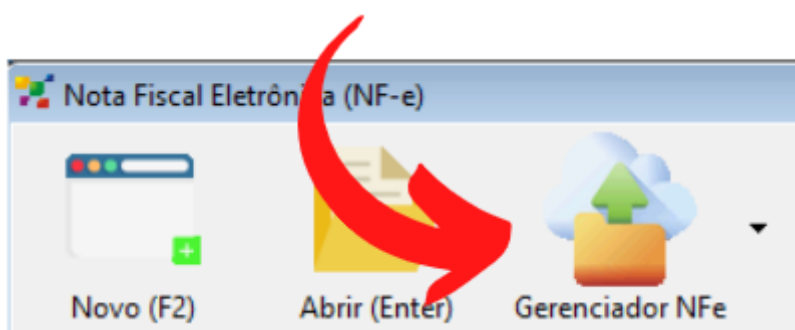 Nota Fiscal Eletrônica (NF-e)
Novo (F2) Abrir (Enter) Gerenciador NFe